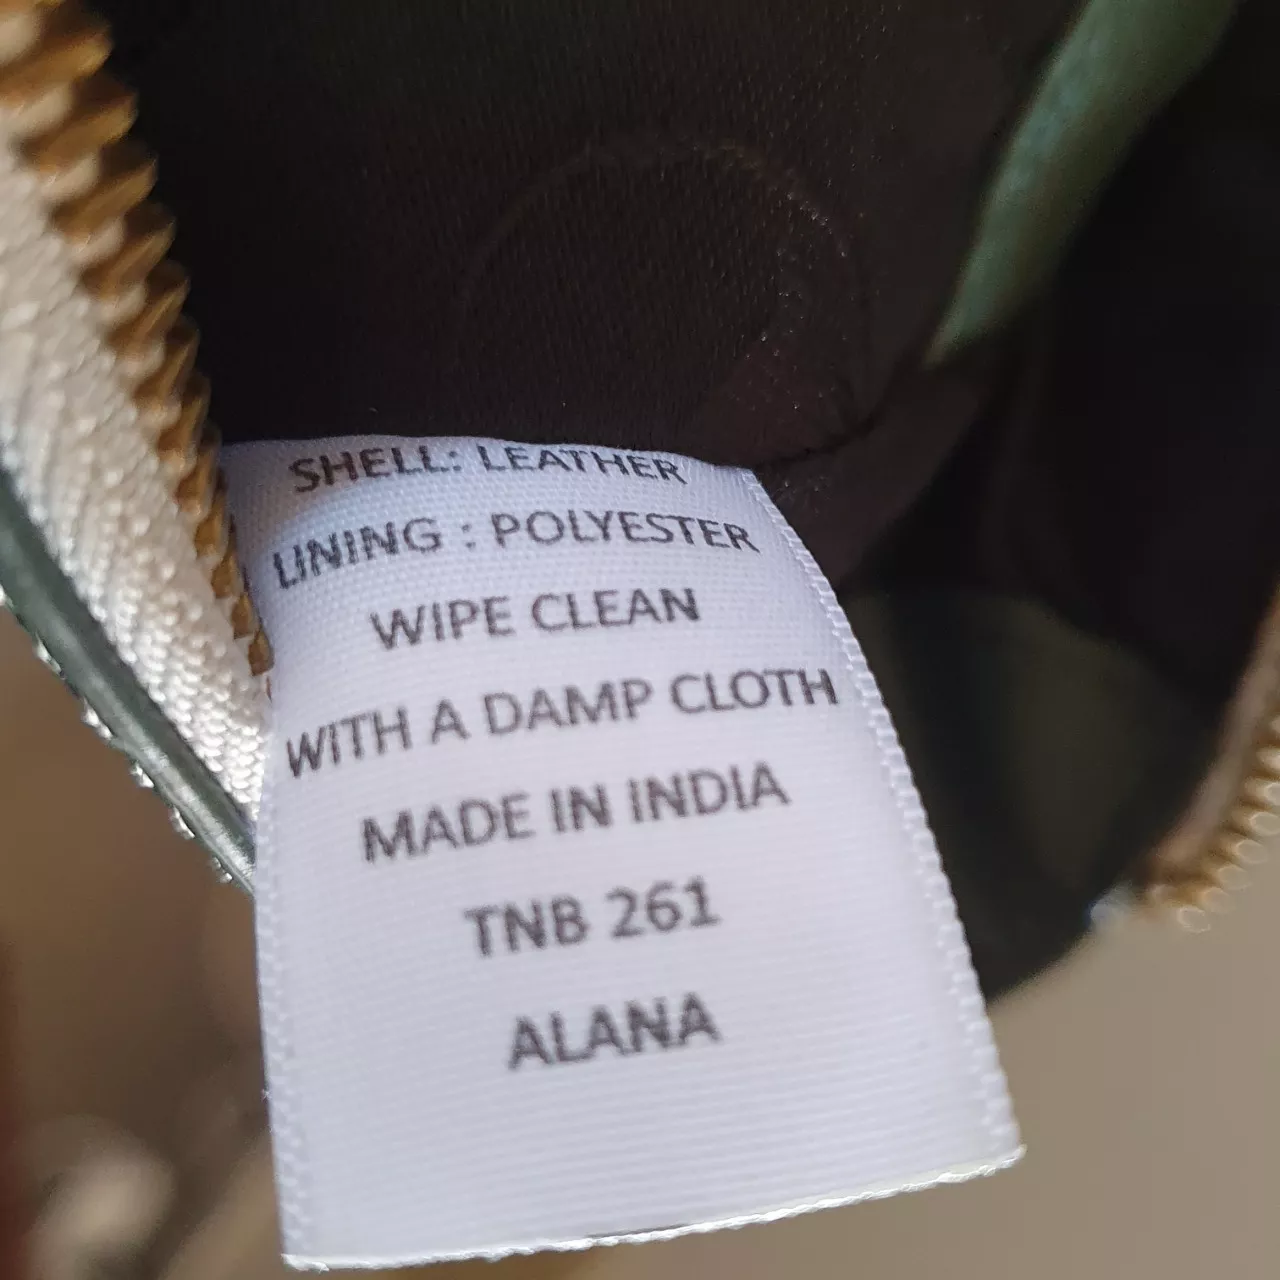 SHELL: LEATHER
LINING : POLYESTER
WIPE CLEAN
WITH A DAMP CLOTH
MADE IN INDIA
TNB 261
ALANA